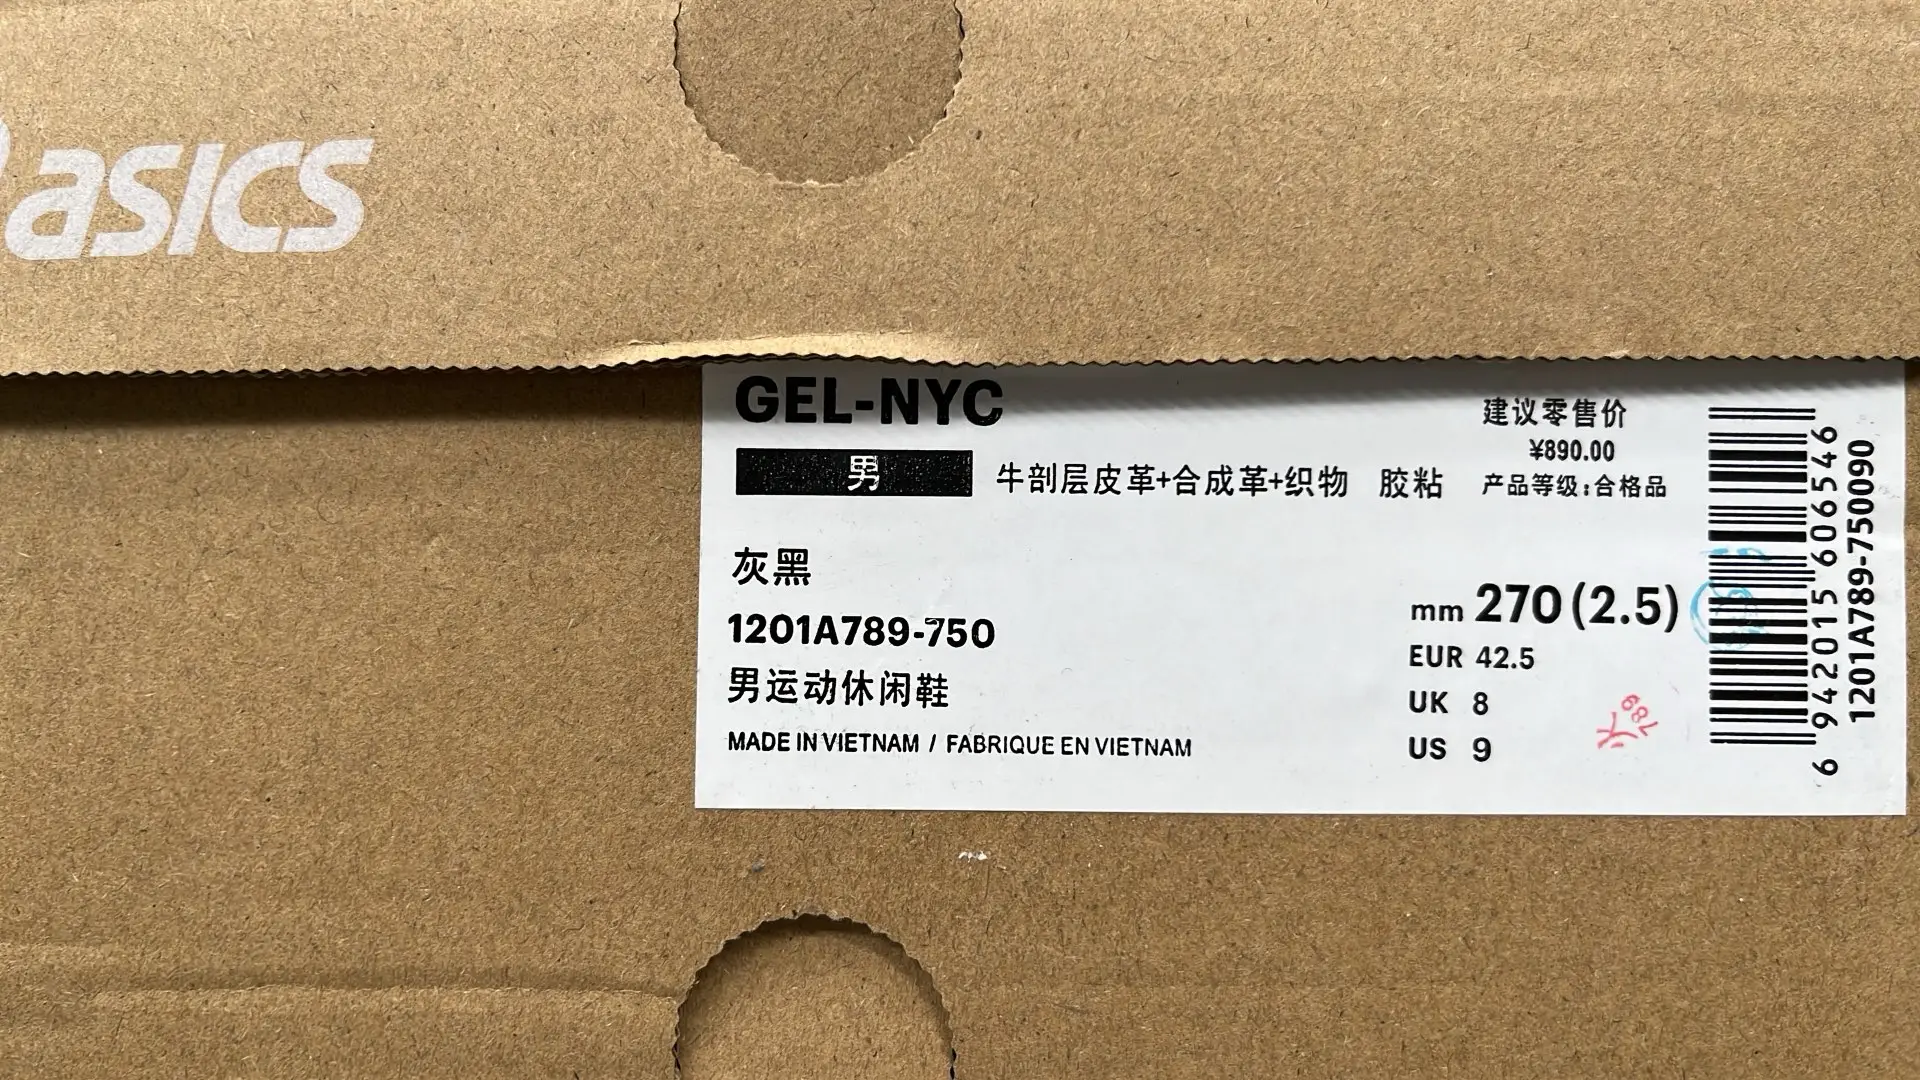 asics
GEL-NYC
男
牛剖层皮革+合成革+织物 胶粘
建议零售价
¥890.00
产品等级:合格品
灰黑
1201A789-750
男运动休闲鞋
MADE IN VIETNAM / FABRIQUE EN VIETNAM
mm 270(2.5)
EUR 42.5
UK 8
US 9
789
6 942015 606546
1201A789-7500090